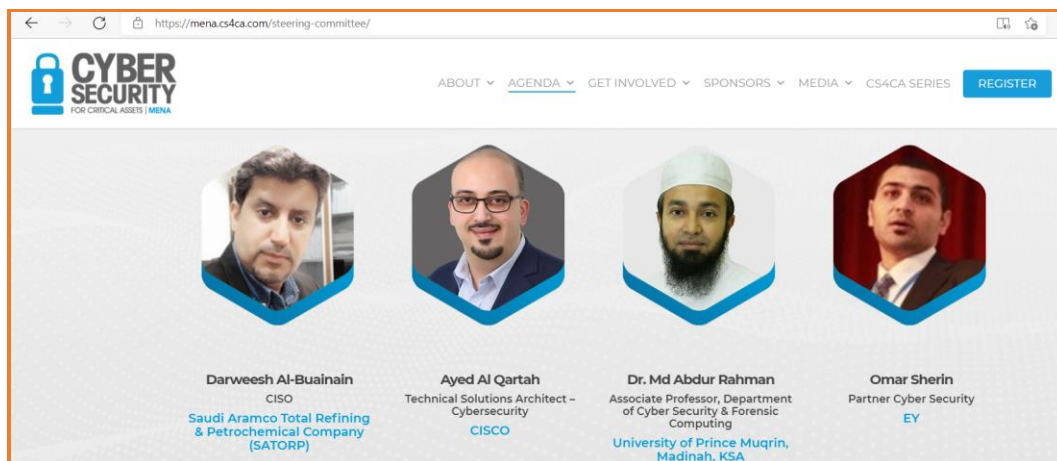 https://mena.cs4ca.com/steering-committee/
CYBER
SECURITY
FOR CRITICAL ASSETS | MENA
ABOUT AGENDA GET INVOLVED SPONSORS MEDIA CS4CA SERIES REGISTER
Darweesh Al-Buainain
CISO
Saudi Aramco Total Refining
& Petrochemical Company
(SATORP)
Ayed Al Qartah
Technical Solutions Architect –
Cybersecurity
CISCO
Dr. Md Abdur Rahman
Associate Professor, Department
of Cyber Security & Forensic
Computing
University of Prince Muqrin,
Madinah, KSA
Omar Sherin
Partner Cyber Security
EY